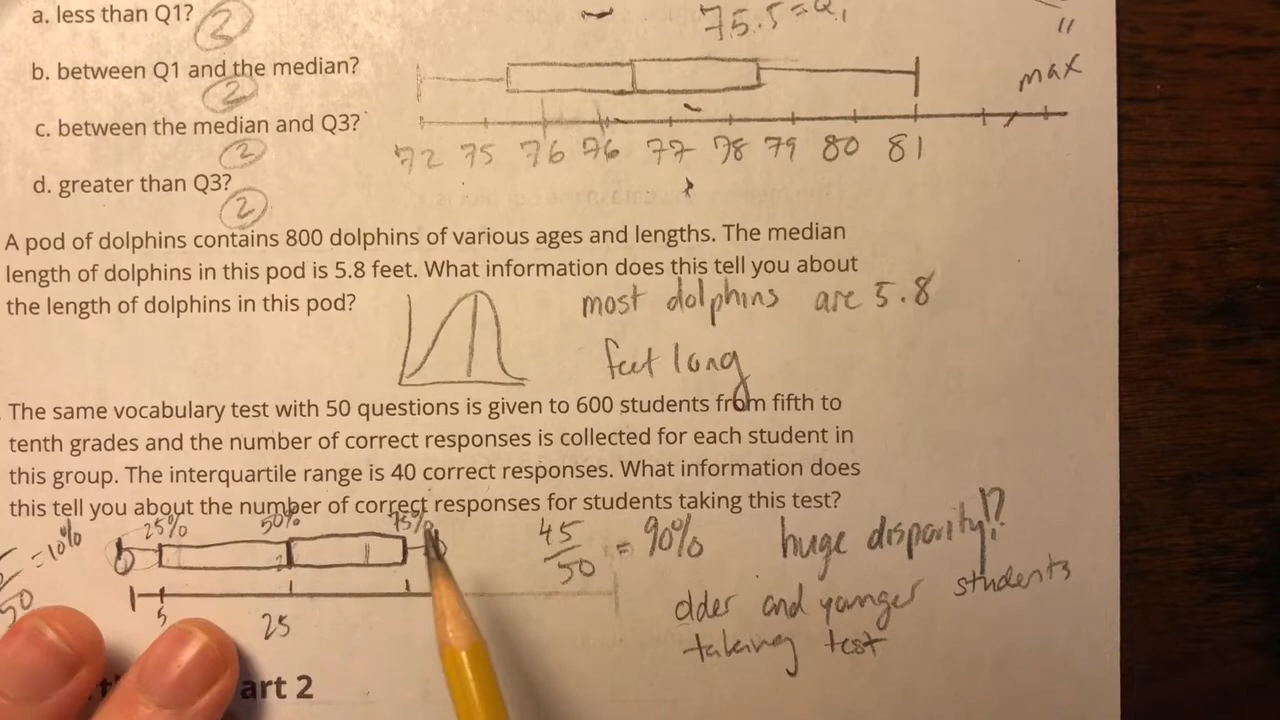 a. less than Q1?
2
75.5 = Q1
"
b. between Q1 and the median?
2
max
c. between the median and Q3?
2
72 75 76 76 77 78 79 80 81
d. greater than Q3?
2
A pod of dolphins contains 800 dolphins of various ages and lengths. The median
length of dolphins in this pod is 5.8 feet. What information does this tell you about
the length of dolphins in this pod?
most dolphins are 5.8
feet long
The same vocabulary test with 50 questions is given to 600 students from fifth to
tenth grades and the number of correct responses is collected for each student in
this group. The interquartile range is 40 correct responses. What information does
this tell you about the number of correct responses for students taking this test?
25% 50% 75%
50 = 10%
45/50 = 90%
huge disparity!?
older and younger students
taking test
5
25
art 2